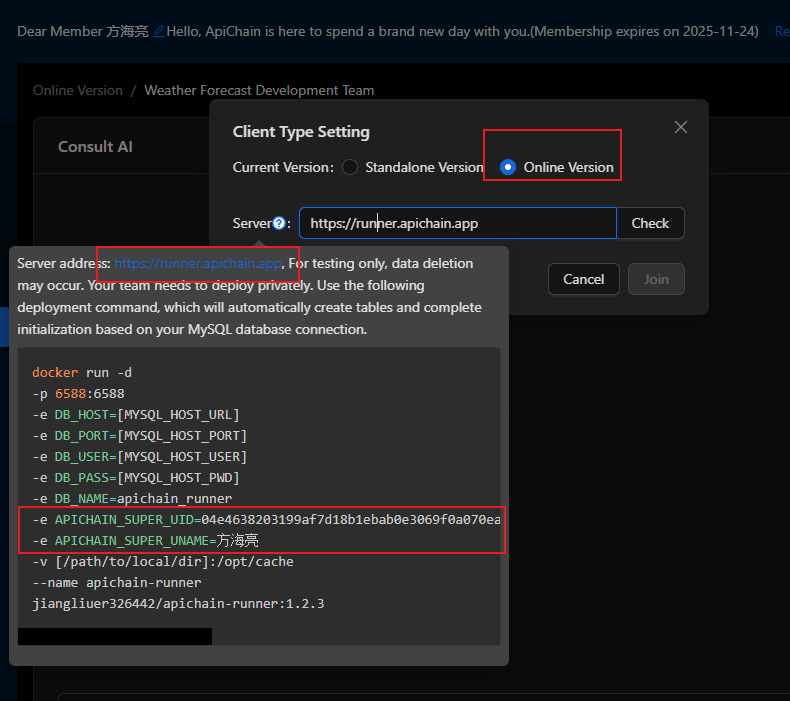 Dear Member 方海亮 Hello, ApiChain is here to spend a brand new day with you.(Membership expires on 2025-11-24) Re
Online Version / Weather Forecast Development Team
Consult AI
Client Type Setting
Current Version: Standalone Version Online Version
Server : https://runner.apichain.app Check
Cancel Join
Server address: https://runner.apichain.app, For testing only, data deletion
may occur. Your team needs to deploy privately. Use the following
deployment command, which will automatically create tables and complete
initialization based on your MySQL database connection.
docker run -d
-p 6588:6588
-e DB_HOST=[MYSQL_HOST_URL]
-e DB_PORT=[MYSQL_HOST_PORT]
-e DB_USER=[MYSQL_HOST_USER]
-e DB_PASS=[MYSQL_HOST_PWD]
-e DB_NAME=apichain_runner
-e APICHAIN_SUPER_UID=04e4638203199af7d18b1ebab0e3069f0a070ea
-e APICHAIN_SUPER_UNAME=方海亮
-v [/path/to/local/dir]:/opt/cache
--name apichain-runner
jiangliuer326442/apichain-runner:1.2.3